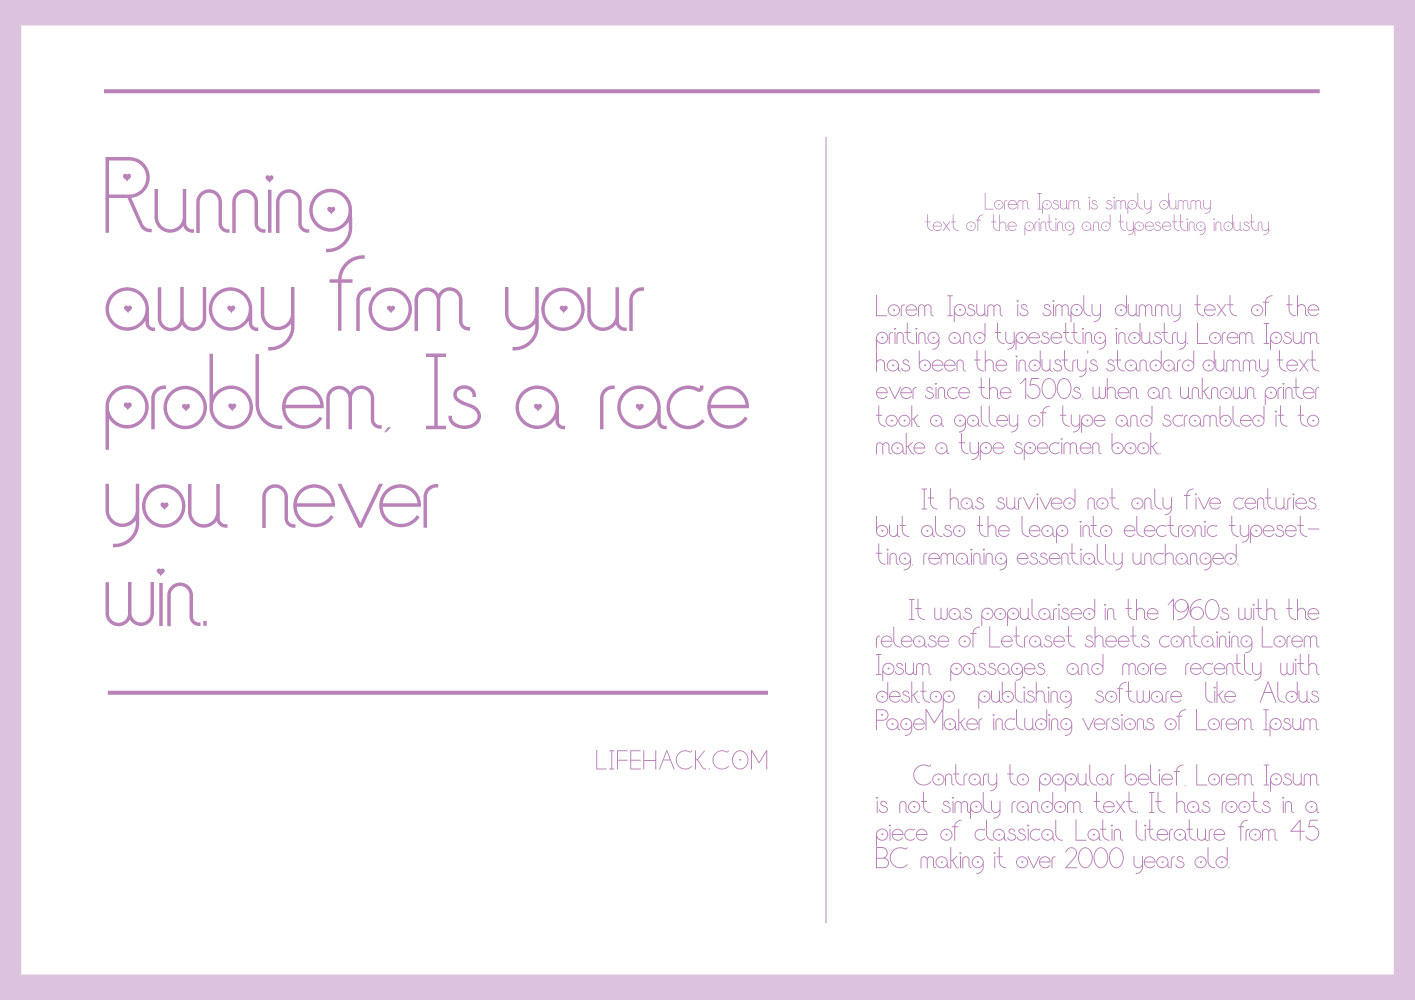 Running
away from your
problem, Is a race
you never
win.
LIFEHACK.COM
Lorem Ipsum is simply dummy
text of the printing and typesetting industry.
Lorem Ipsum is simply dummy text of the
printing and typesetting industry. Lorem Ipsum
has been the industry's standard dummy text
ever since the 1500s, when an unknown printer
took a galley of type and scrambled it to
make a type specimen book.
It has survived not only five centuries,
but also the leap into electronic typeset-
ting, remaining essentially unchanged.
It was popularised in the 1960s with the
release of Letraset sheets containing Lorem
Ipsum passages, and more recently with
desktop publishing software like Aldus
PageMaker including versions of Lorem Ipsum
Contrary to popular belief, Lorem Ipsum
is not simply random text. It has roots in a
piece of classical Latin literature from 45
BC, making it over 2000 years old.